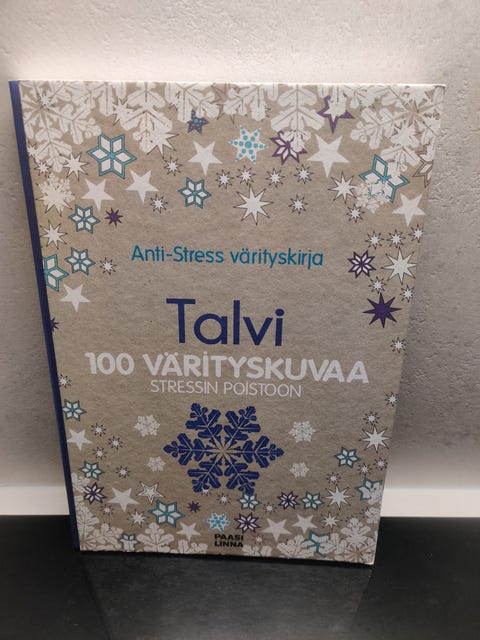 Anti-Stress värityskirja
Talvi
100 VÄRITYSKUVAA
STRESSIN POISTOON
PAASI
LINNA